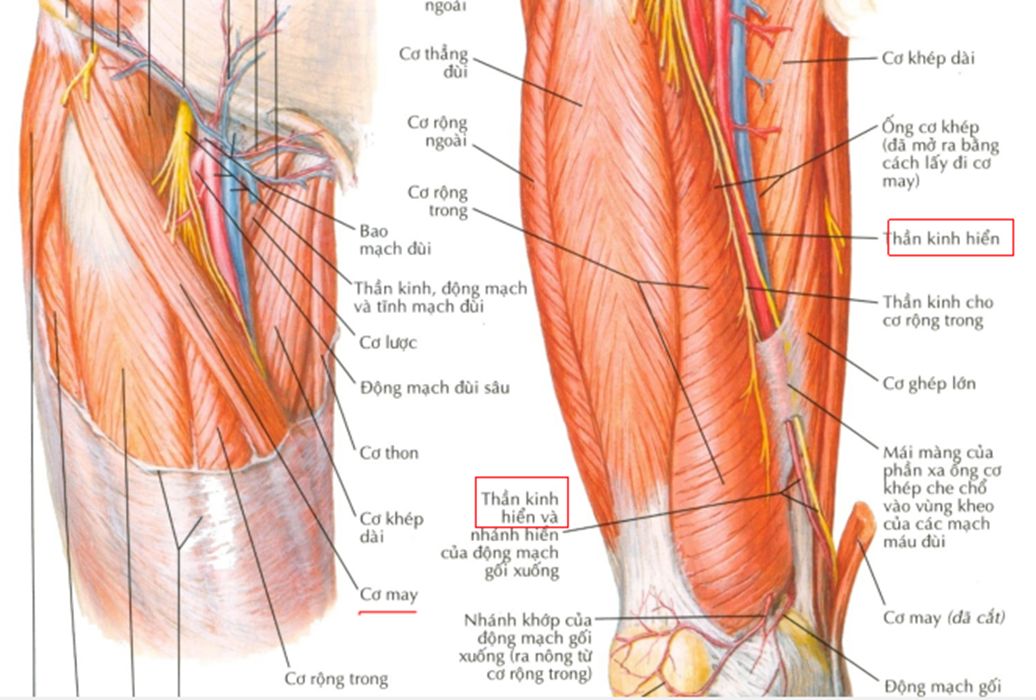 ngoài
Cơ thẳng
đùi
Cơ rộng
ngoài
Cơ rộng
trong
Bao
mạch đùi
Thần kinh, động mạch
và tĩnh mạch đùi
Cơ lược
Động mạch đùi sâu
Cơ thon
Cơ khép
dài
Cơ may
Cơ rộng trong
Cơ khép dài
Ống cơ khép
(đã mở ra bằng
cách lấy đi cơ
may)
Thần kinh hiển
Thần kinh cho
cơ rộng trong
Cơ ghép lớn
Mái màng của
phần xa ống cơ
khép che chổ
vào vùng kheo
của các mạch
máu đùi
Thần kinh
hiển và
nhánh hiển
của động mạch
gối xuống
Cơ may (đã cắt)
Nhánh khớp của
động mạch gối
xuống (ra nông từ
cơ rộng trong)
Động mạch gối